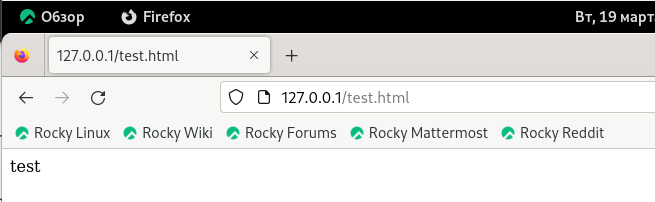 Обзор Firefox Вт, 19 март
127.0.0.1/test.html
127.0.0.1/test.html
Rocky Linux Rocky Wiki Rocky Forums Rocky Mattermost Rocky Reddit
test